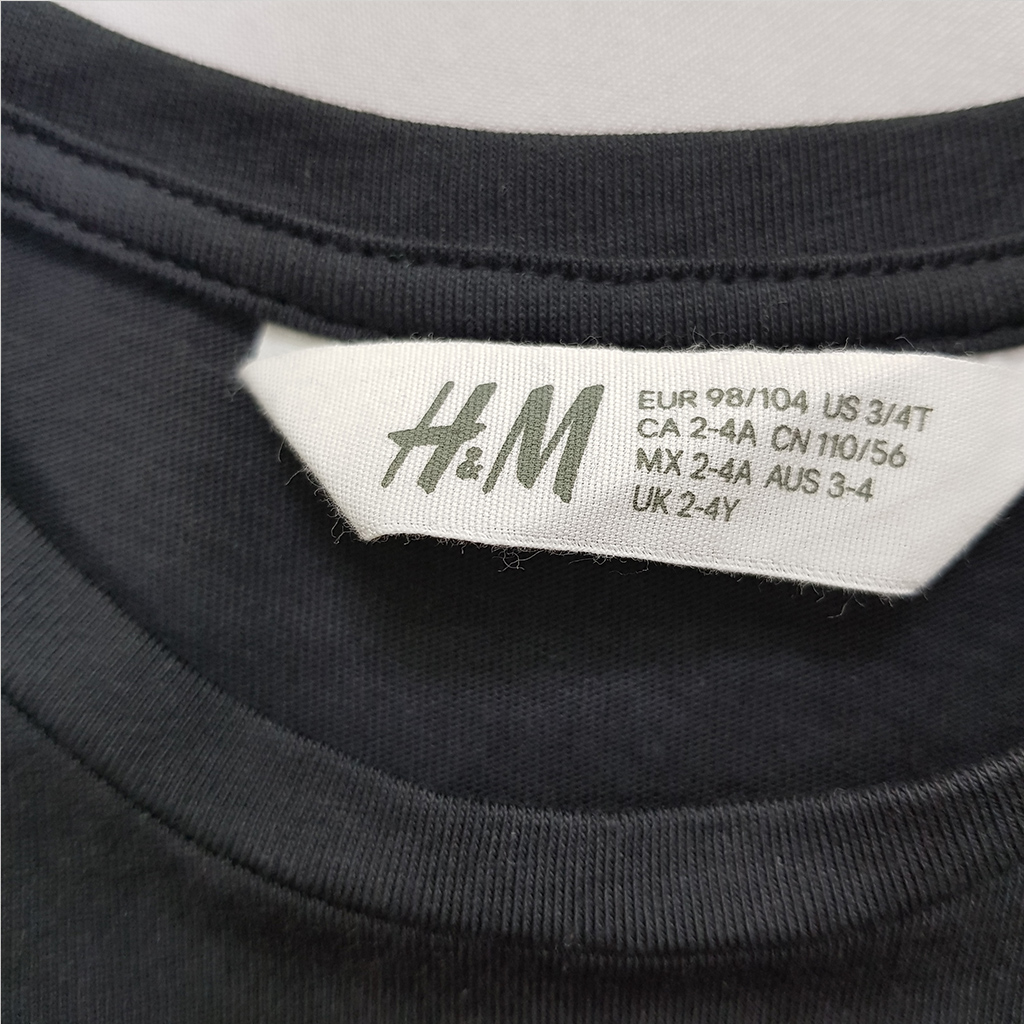 H&M
EUR 98/104 US 3/4T
CA 2-4A CN 110/56
MX 2-4A AUS 3-4
UK 2-4Y